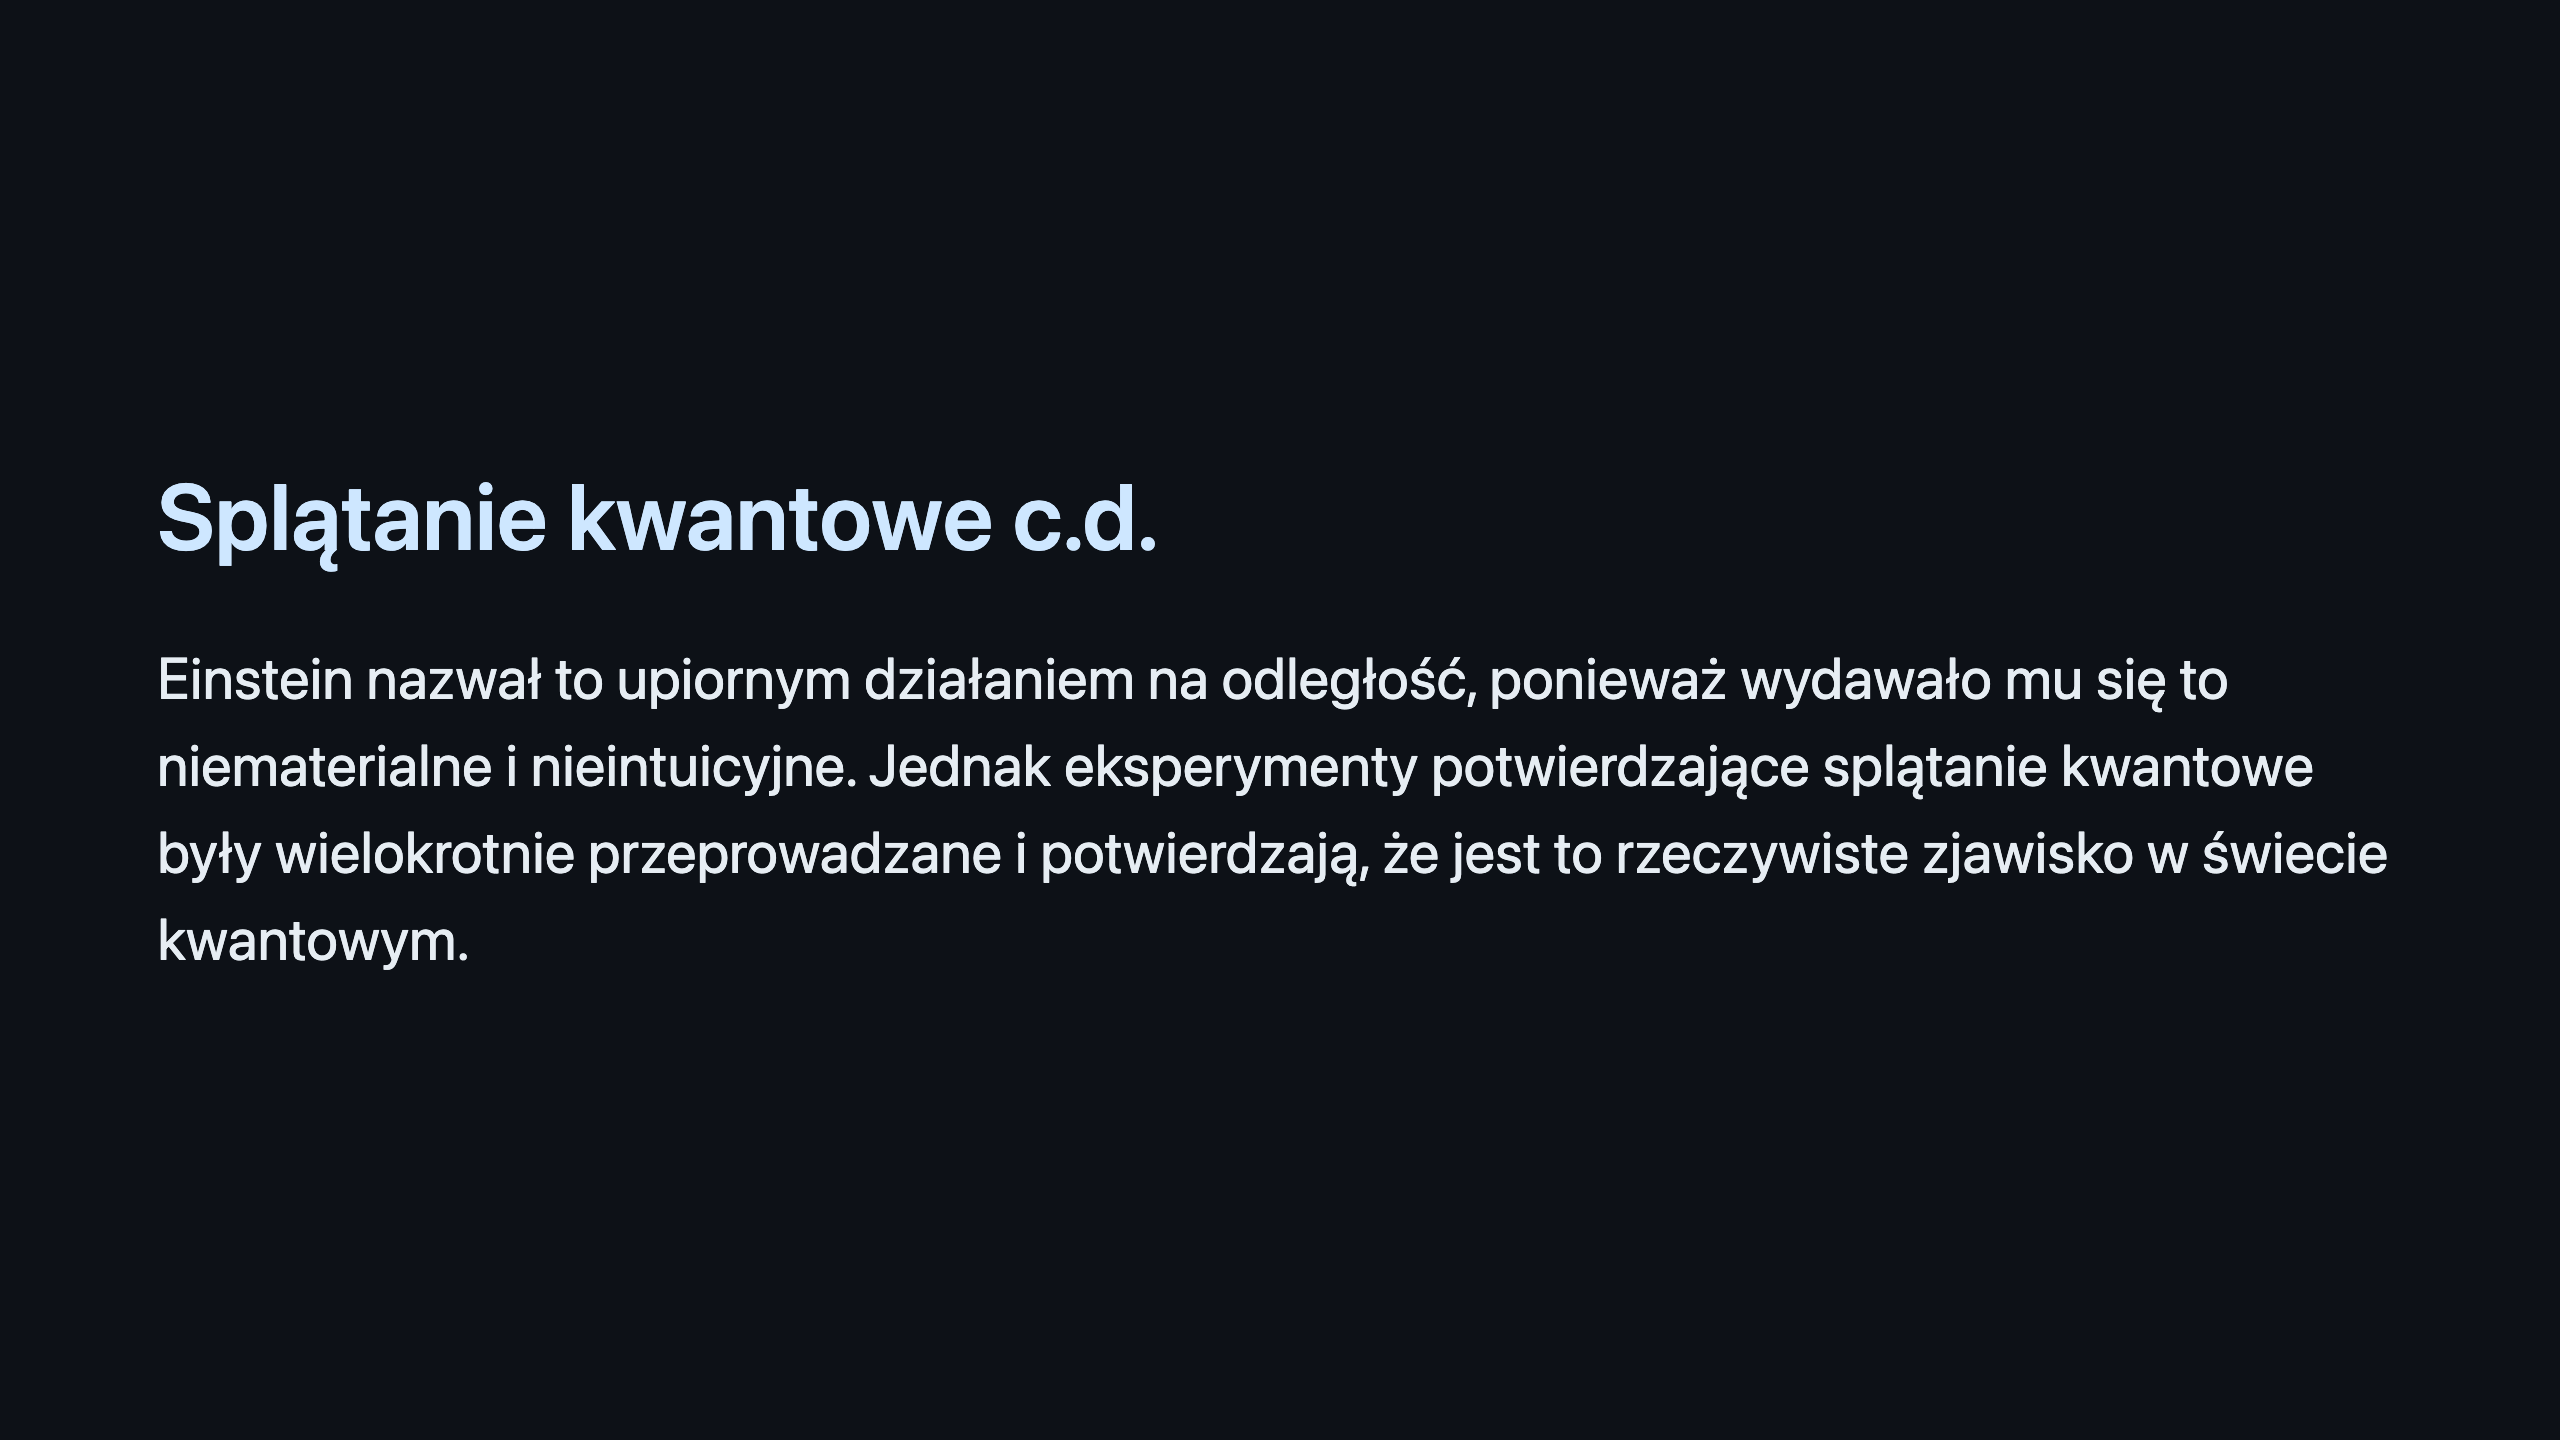 Splątanie kwantowe c.d.
Einstein nazwał to upiornym działaniem na odległość, ponieważ wydawało mu się to
niematerialne i nieintuicyjne. Jednak eksperymenty potwierdzające splątanie kwantowe
były wielokrotnie przeprowadzane i potwierdzają, że jest to rzeczywiste zjawisko w świecie
kwantowym.